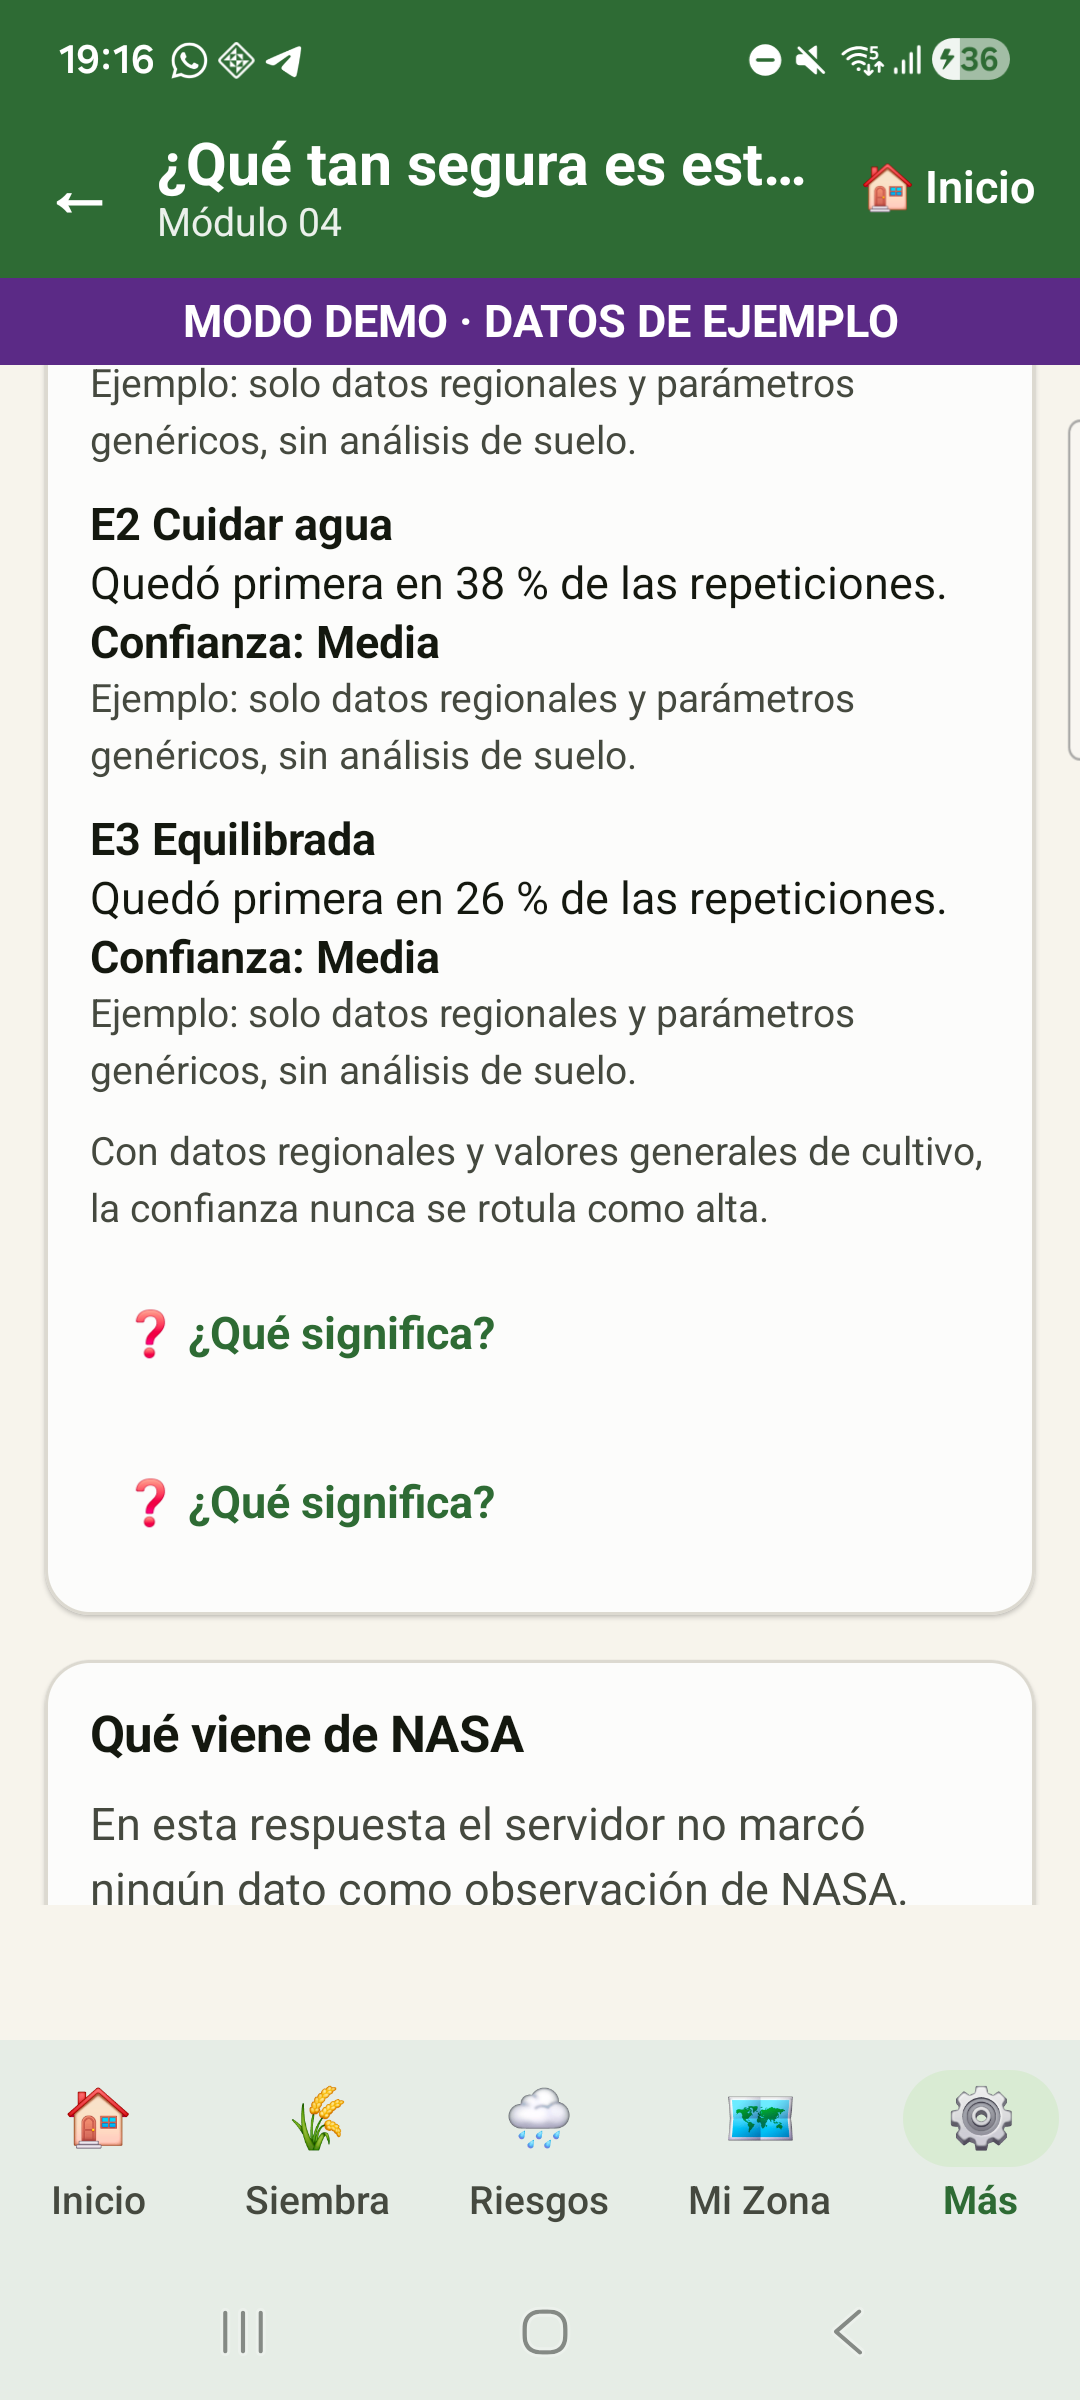 19:16
5
36
¿Qué tan segura es est...
Módulo 04
Inicio
MODO DEMO · DATOS DE EJEMPLO
Ejemplo: solo datos regionales y parámetros
genéricos, sin análisis de suelo.
E2 Cuidar agua
Quedó primera en 38 % de las repeticiones.
Confianza: Media
Ejemplo: solo datos regionales y parámetros
genéricos, sin análisis de suelo.
E3 Equilibrada
Quedó primera en 26 % de las repeticiones.
Confianza: Media
Ejemplo: solo datos regionales y parámetros
genéricos, sin análisis de suelo.
Con datos regionales y valores generales de cultivo,
la confianza nunca se rotula como alta.
❓ ¿Qué significa?
❓ ¿Qué significa?
Qué viene de NASA
En esta respuesta el servidor no marcó
ningún dato como observación de NASA.
Inicio
Siembra
Riesgos
Mi Zona
Más